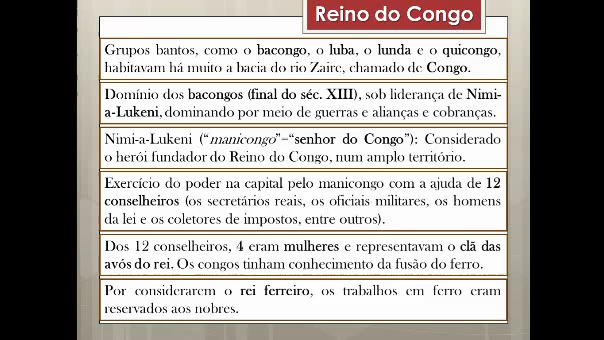 Reino do Congo
Grupos bantos, como o bacongo, o luba, o lunda e o quicongo,
habitavam há muito a bacia do rio Zaire, chamado de Congo.
Domínio dos bacongos (final do séc. XIII), sob liderança de Nimi-
a-Lukeni, dominando por meio de guerras e alianças e cobranças.
Nimi-a-Lukeni (“manicongo”–“senhor do Congo”): Considerado
o herói fundador do Reino do Congo, num amplo território.
Exercício do poder na capital pelo manicongo com a ajuda de 12
conselheiros (os secretários reais, os oficiais militares, os homens
da lei e os coletores de impostos, entre outros).
Dos 12 conselheiros, 4 eram mulheres e representavam o clã das
avós do rei. Os congos tinham conhecimento da fusão do ferro.
Por considerarem o rei ferreiro, os trabalhos em ferro eram
reservados aos nobres.